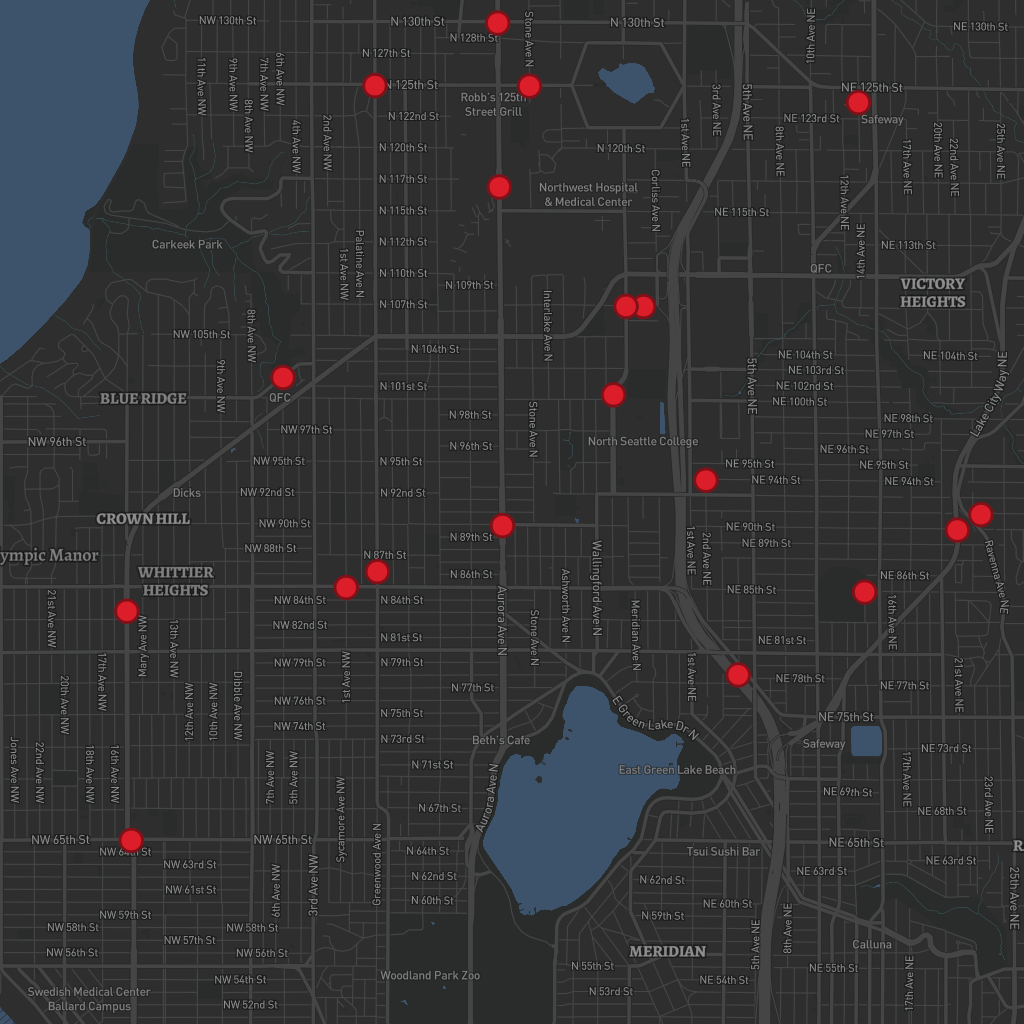 NW 130th St
N 130th St
N 130th St
NE 130th St
N 128th St
Stone Ave N
10th Ave NE
N 127th St
6th Ave NW
7th Ave NW
9th Ave NW
11th Ave NW
8th Ave NW
N 125th St
NE 125th St
Robb's 125th
Street Grill
3rd Ave NE
5th Ave NE
N 122nd St
NE 123rd St
Safeway
4th Ave NW
2nd Ave NW
1st Ave NE
8th Ave NE
17th Ave NE
20th Ave NE
22nd Ave NE
25th Ave NE
N 120th St
N 120th St
N 117th St
Northwest Hospital
& Medical Center
Corliss Ave N
12th Ave NE
N 115th St
NE 115th St
Carkeek Park
N 112th St
NE 113th St
14th Ave NE
Palatine Ave N
1st Ave NW
N 110th St
QFC
N 109th St
VICTORY
HEIGHTS
N 107th St
Interlake Ave N
NW 105th St
8th Ave NW
N 104th St
NE 104th St
NE 104th St
9th Ave NW
NE 103rd St
N 101st St
NE 102nd St
5th Ave NE
NE 100th St
BLUE RIDGE
QFC
Lake City Way NE
N 98th St
Stone Ave N
NE 98th St
NW 97th St
NE 97th St
NW 96th St
N 96th St
North Seattle College
NE 96th St
NW 95th St
N 95th St
NE 95th St
NE 95th St
NE 94th St
NE 94th St
Dicks
NW 92nd St
N 92nd St
CROWN HILL
NW 90th St
NE 90th St
N 89th St
NE 89th St
NW 88th St
ympic Manor
N 87th St
1st Ave NE
2nd Ave NE
Wallingford Ave N
Ravenna Ave NE
WHITTIER
HEIGHTS
N 86th St
NE 86th St
NE 85th St
NW 84th St
N 84th St
Ashworth Ave N
Aurora Ave N
Stone Ave N
Meridian Ave N
16th Ave NE
21st Ave NW
Mary Ave NW
13th Ave NW
NW 82nd St
N 81st St
NE 81st St
NW 79th St
N 79th St
1st Ave NW
1st Ave NE
NE 78th St
17th Ave NW
20th Ave NW
12th Ave NW
10th Ave NW
Dibble Ave NW
N 77th St
NE 77th St
21st Ave NE
NW 76th St
E Green Lake Dr N
N 75th St
NE 75th St
NW 74th St
N 73rd St
Beth's Cafe
Safeway
NE 73rd St
Jones Ave NW
22nd Ave NW
18th Ave NW
16th Ave NW
7th Ave NW
5th Ave NW
N 71st St
East Green Lake Beach
17th Ave NE
23rd Ave NE
NE 69th St
Aurora Ave N
Sycamore Ave NW
N 67th St
NE 68th St
NW 65th St
NW 65th St
NE 65th St
NW 64th St
N 64th St
Tsui Sushi Bar
Greenwood Ave N
NW 63rd St
NE 63rd St
NE 63rd St
N 62nd St
N 62nd St
NW 61st St
6th Ave NW
3rd Ave NW
N 60th St
NE 60th St
25th Ave NE
NW 59th St
N 59th St
NW 58th St
NW 58th St
5th Ave NE
8th Ave NE
NW 57th St
Calluna
NW 56th St
NW 56th St
MERIDIAN
N 55th St
NE 55th St
Woodland Park Zoo
NW 54th St
NE 54th St
17th Ave NE
Swedish Medical Center
Ballard Campus
N 53rd St
NW 52nd St